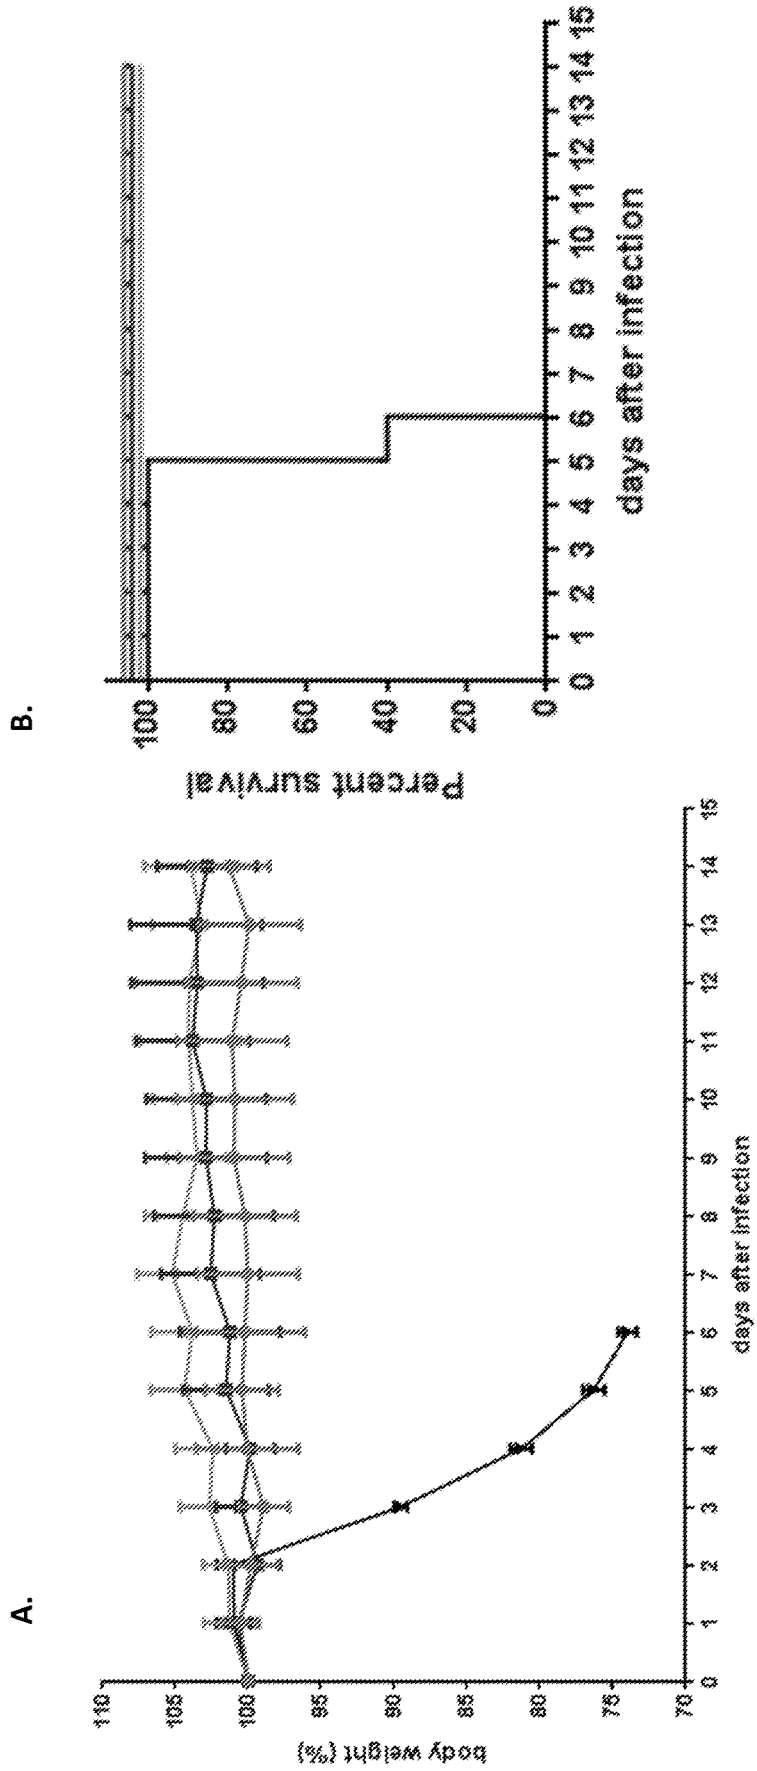 A.
body weight (%)
110
105
100
95
90
85
80
75
70
0 1 2 3 4 5 6 7 8 9 10 11 12 13 14 15
days after infection
B.
Percent survival
100
80
60
40
20
0
0 1 2 3 4 5 6 7 8 9 10 11 12 13 14 15
days after infection